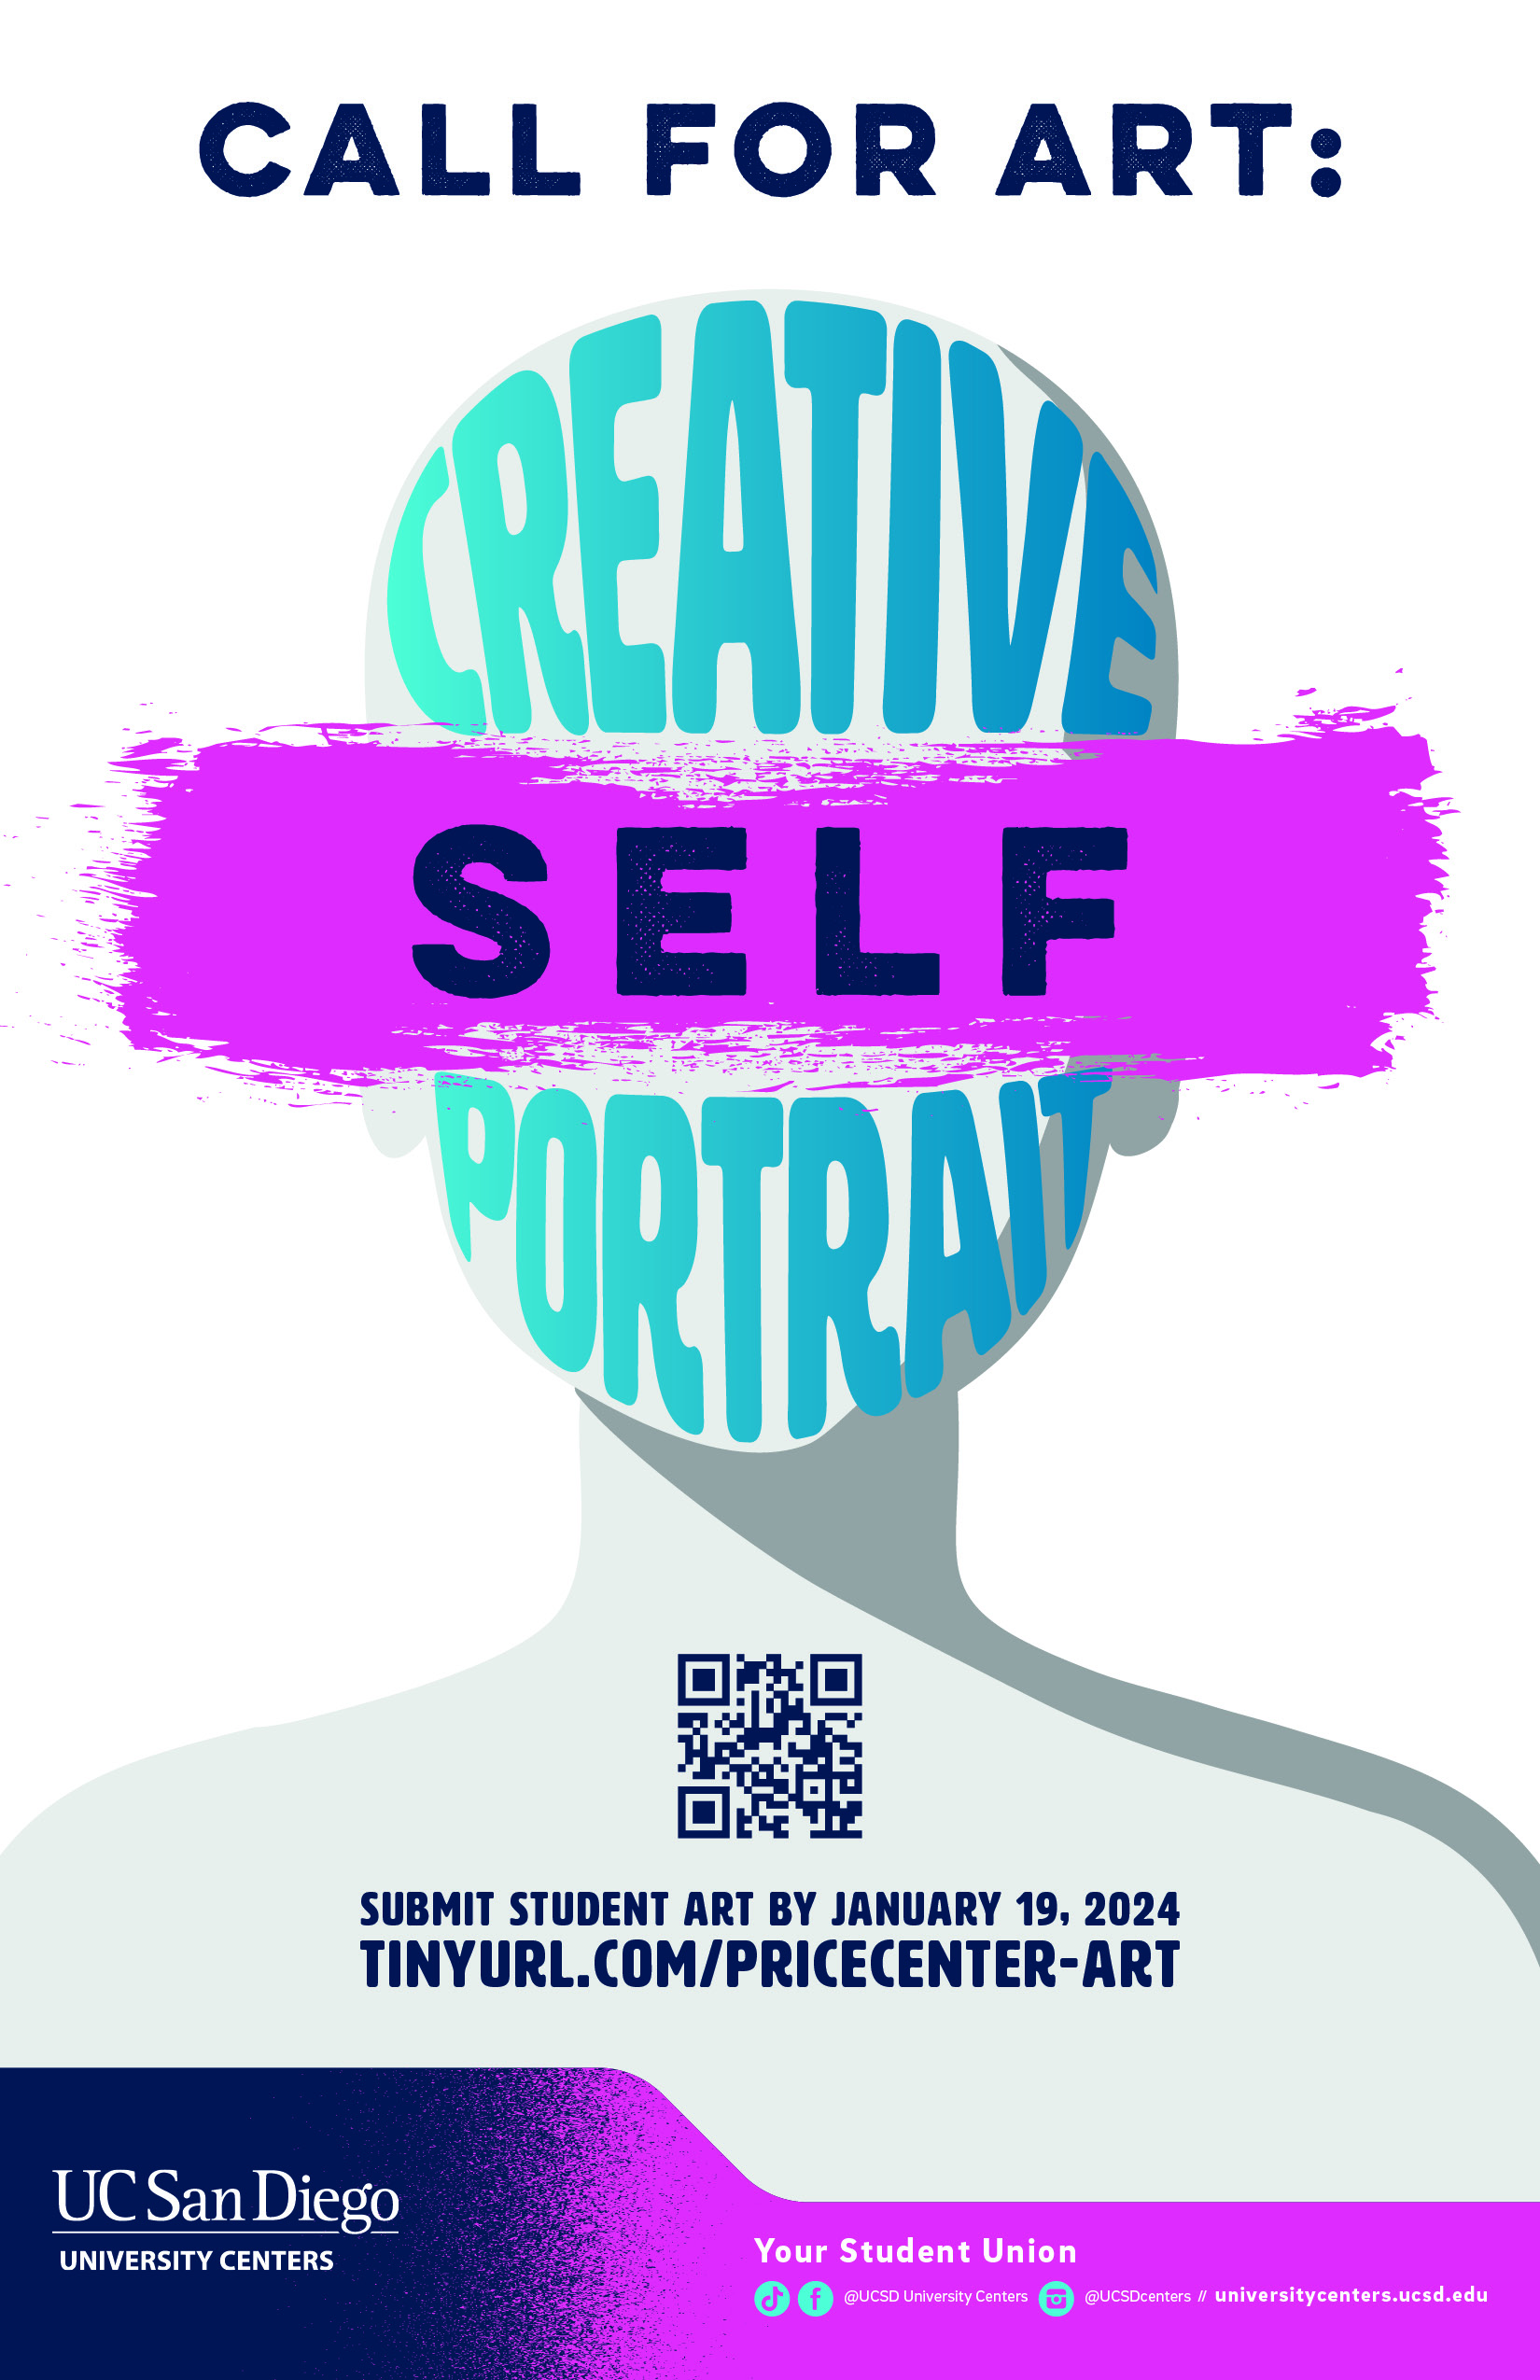 CALL FOR ART:
CREATIVE
SELF
PORTRAIT
SUBMIT STUDENT ART BY JANUARY 19, 2024
TINYURL.COM/PRICECENTER-ART
UC San Diego
UNIVERSITY CENTERS
Your Student Union
@UCSD University Centers @UCSDcenters // universitycenters.ucsd.edu